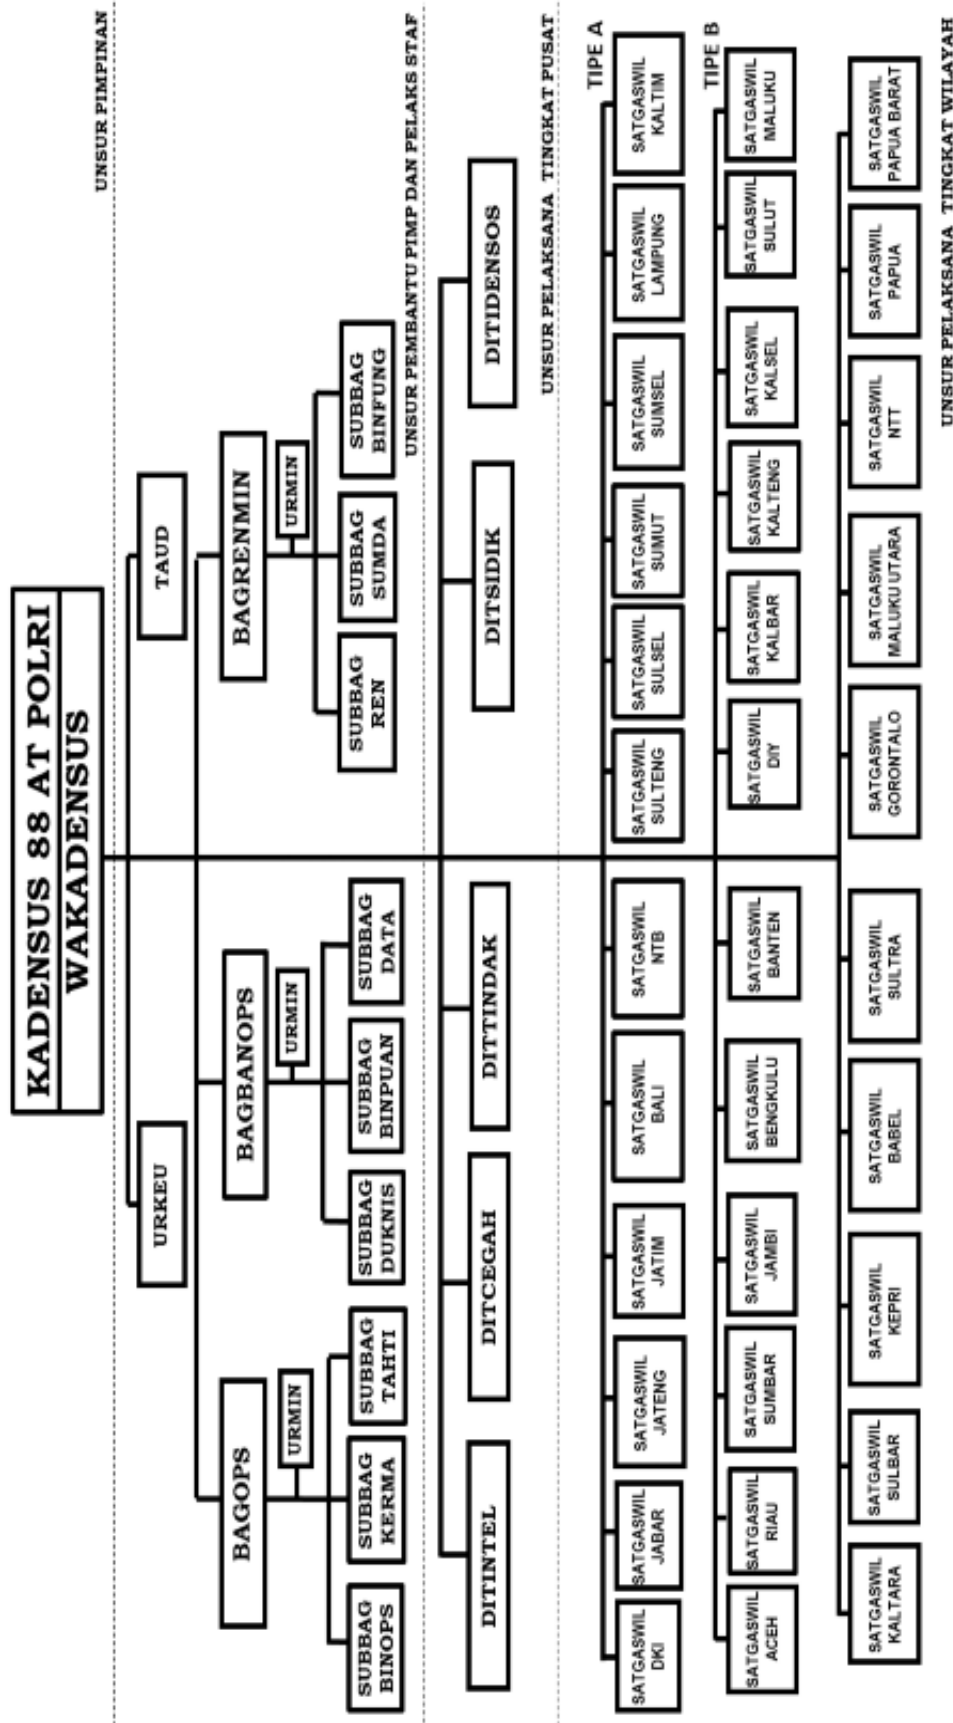 KADENSUS 88 AT POLRI
WAKADENSUS
UNSUR PIMPINAN
URKEU
TAUD
BAGOPS
BAGBANOPS
BAGRENMIN
URMIN
URMIN
URMIN
SUBBAG
BINOPS
SUBBAG
KERMA
SUBBAG
TAHTI
SUBBAG
DUKNIS
SUBBAG
BINPUAN
SUBBAG
DATA
SUBBAG
REN
SUBBAG
SUMDA
SUBBAG
BINFUNG
UNSUR PEMBANTU PIMP DAN PELAKS STAF
DITINTEL
DITCEGAH
DITTINDAK
DITSIDIK
DITIDENSOS
UNSUR PELAKSANA TINGKAT PUSAT
TIPE A
SATGASWIL
DKI
SATGASWIL
JABAR
SATGASWIL
JATENG
SATGASWIL
JATIM
SATGASWIL
BALI
SATGASWIL
NTB
SATGASWIL
SULTENG
SATGASWIL
SULSEL
SATGASWIL
SUMUT
SATGASWIL
SUMSEL
SATGASWIL
LAMPUNG
SATGASWIL
KALTIM
TIPE B
SATGASWIL
ACEH
SATGASWIL
RIAU
SATGASWIL
SUMBAR
SATGASWIL
JAMBI
SATGASWIL
BENGKULU
SATGASWIL
BANTEN
SATGASWIL
DIY
SATGASWIL
KALBAR
SATGASWIL
KALTENG
SATGASWIL
KALSEL
SATGASWIL
SULUT
SATGASWIL
MALUKU
SATGASWIL
KALTARA
SATGASWIL
SULBAR
SATGASWIL
KEPRI
SATGASWIL
BABEL
SATGASWIL
SULTRA
SATGASWIL
GORONTALO
SATGASWIL
MALUKU UTARA
SATGASWIL
NTT
SATGASWIL
PAPUA
SATGASWIL
PAPUA BARAT
UNSUR PELAKSANA TINGKAT WILAYAH